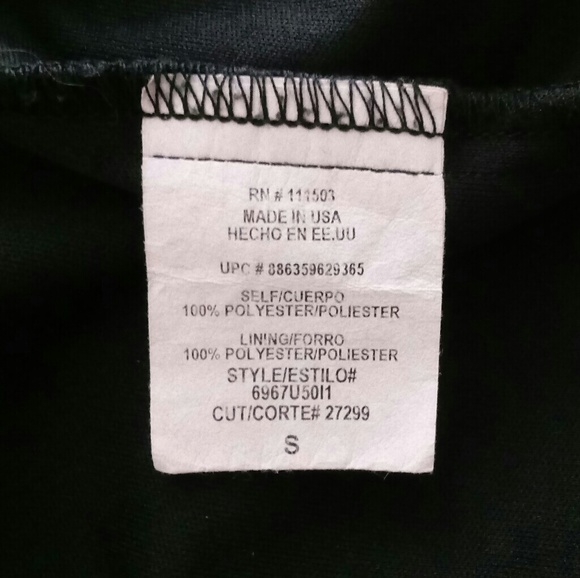 RN # 111503
MADE IN USA
HECHO EN EE.UU
UPC # 886359629365
SELF/CUERPO
100% POLYESTER/POLIESTER
LINING/FORRO
100% POLYESTER/POLIESTER
STYLE/ESTILO#
6967U50I1
CUT/CORTE# 27299
S